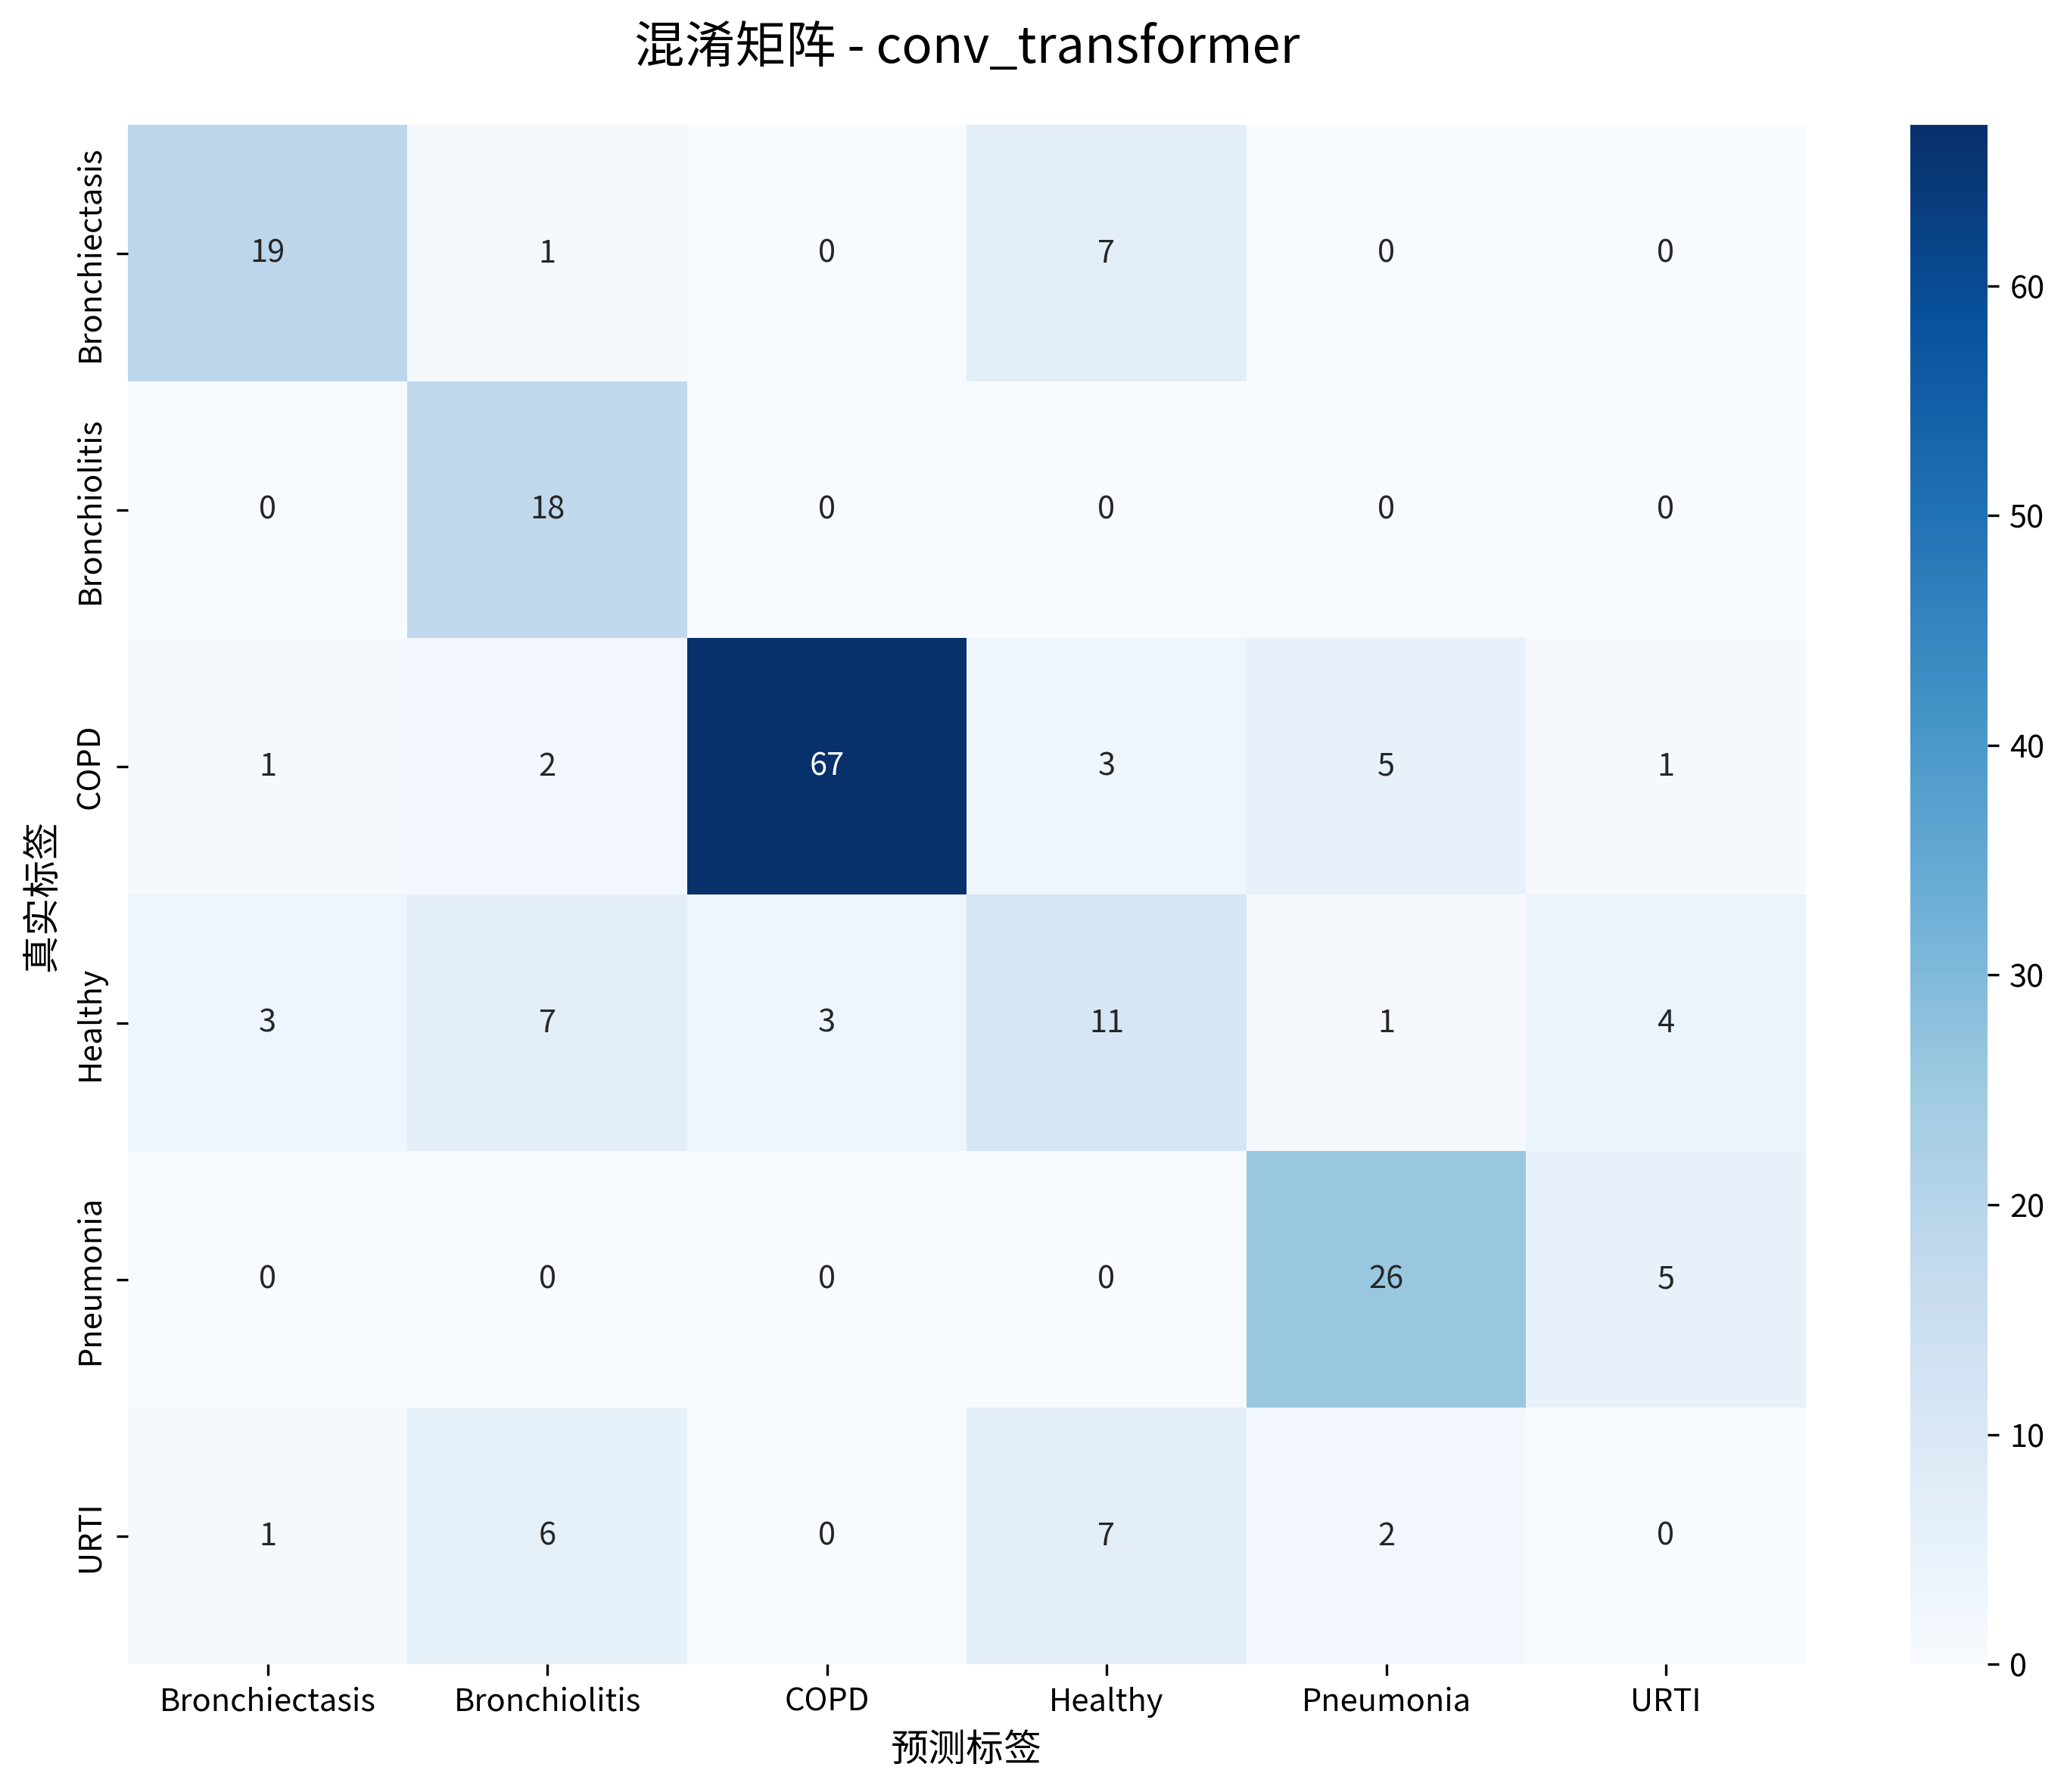 混淆矩阵 - conv_transformer
真实标签
Bronchiectasis 19 1 0 7 0 0
Bronchiolitis 0 18 0 0 0 0
COPD 1 2 67 3 5 1
Healthy 3 7 3 11 1 4
Pneumonia 0 0 0 0 26 5
URTI 1 6 0 7 2 0
Bronchiectasis Bronchiolitis COPD Healthy Pneumonia URTI
预测标签
60
50
40
30
20
10
0